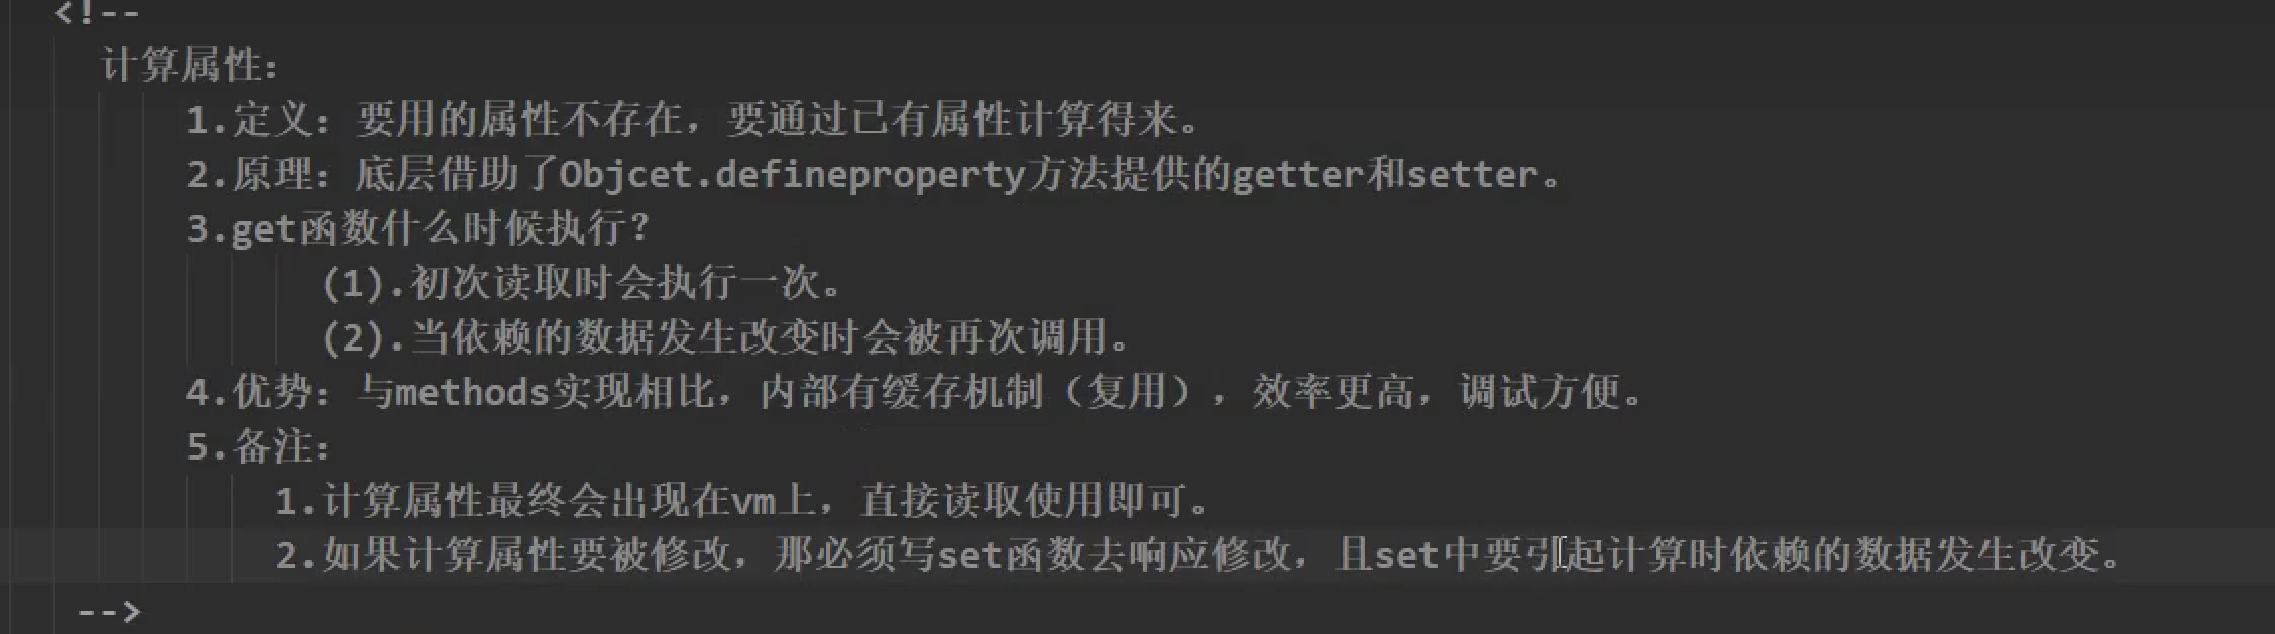 <!--
计算属性：
1.定义：要用的属性不存在，要通过已有属性计算得来。
2.原理：底层借助了Objcet.defineproperty方法提供的getter和setter。
3.get函数什么时候执行？
(1).初次读取时会执行一次。
(2).当依赖的数据发生改变时会被再次调用。
4.优势：与methods实现相比，内部有缓存机制（复用），效率更高，调试方便。
5.备注：
1.计算属性最终会出现在vm上，直接读取使用即可。
2.如果计算属性要被修改，那必须写set函数去响应修改，且set中要引起计算时依赖的数据发生改变。
-->